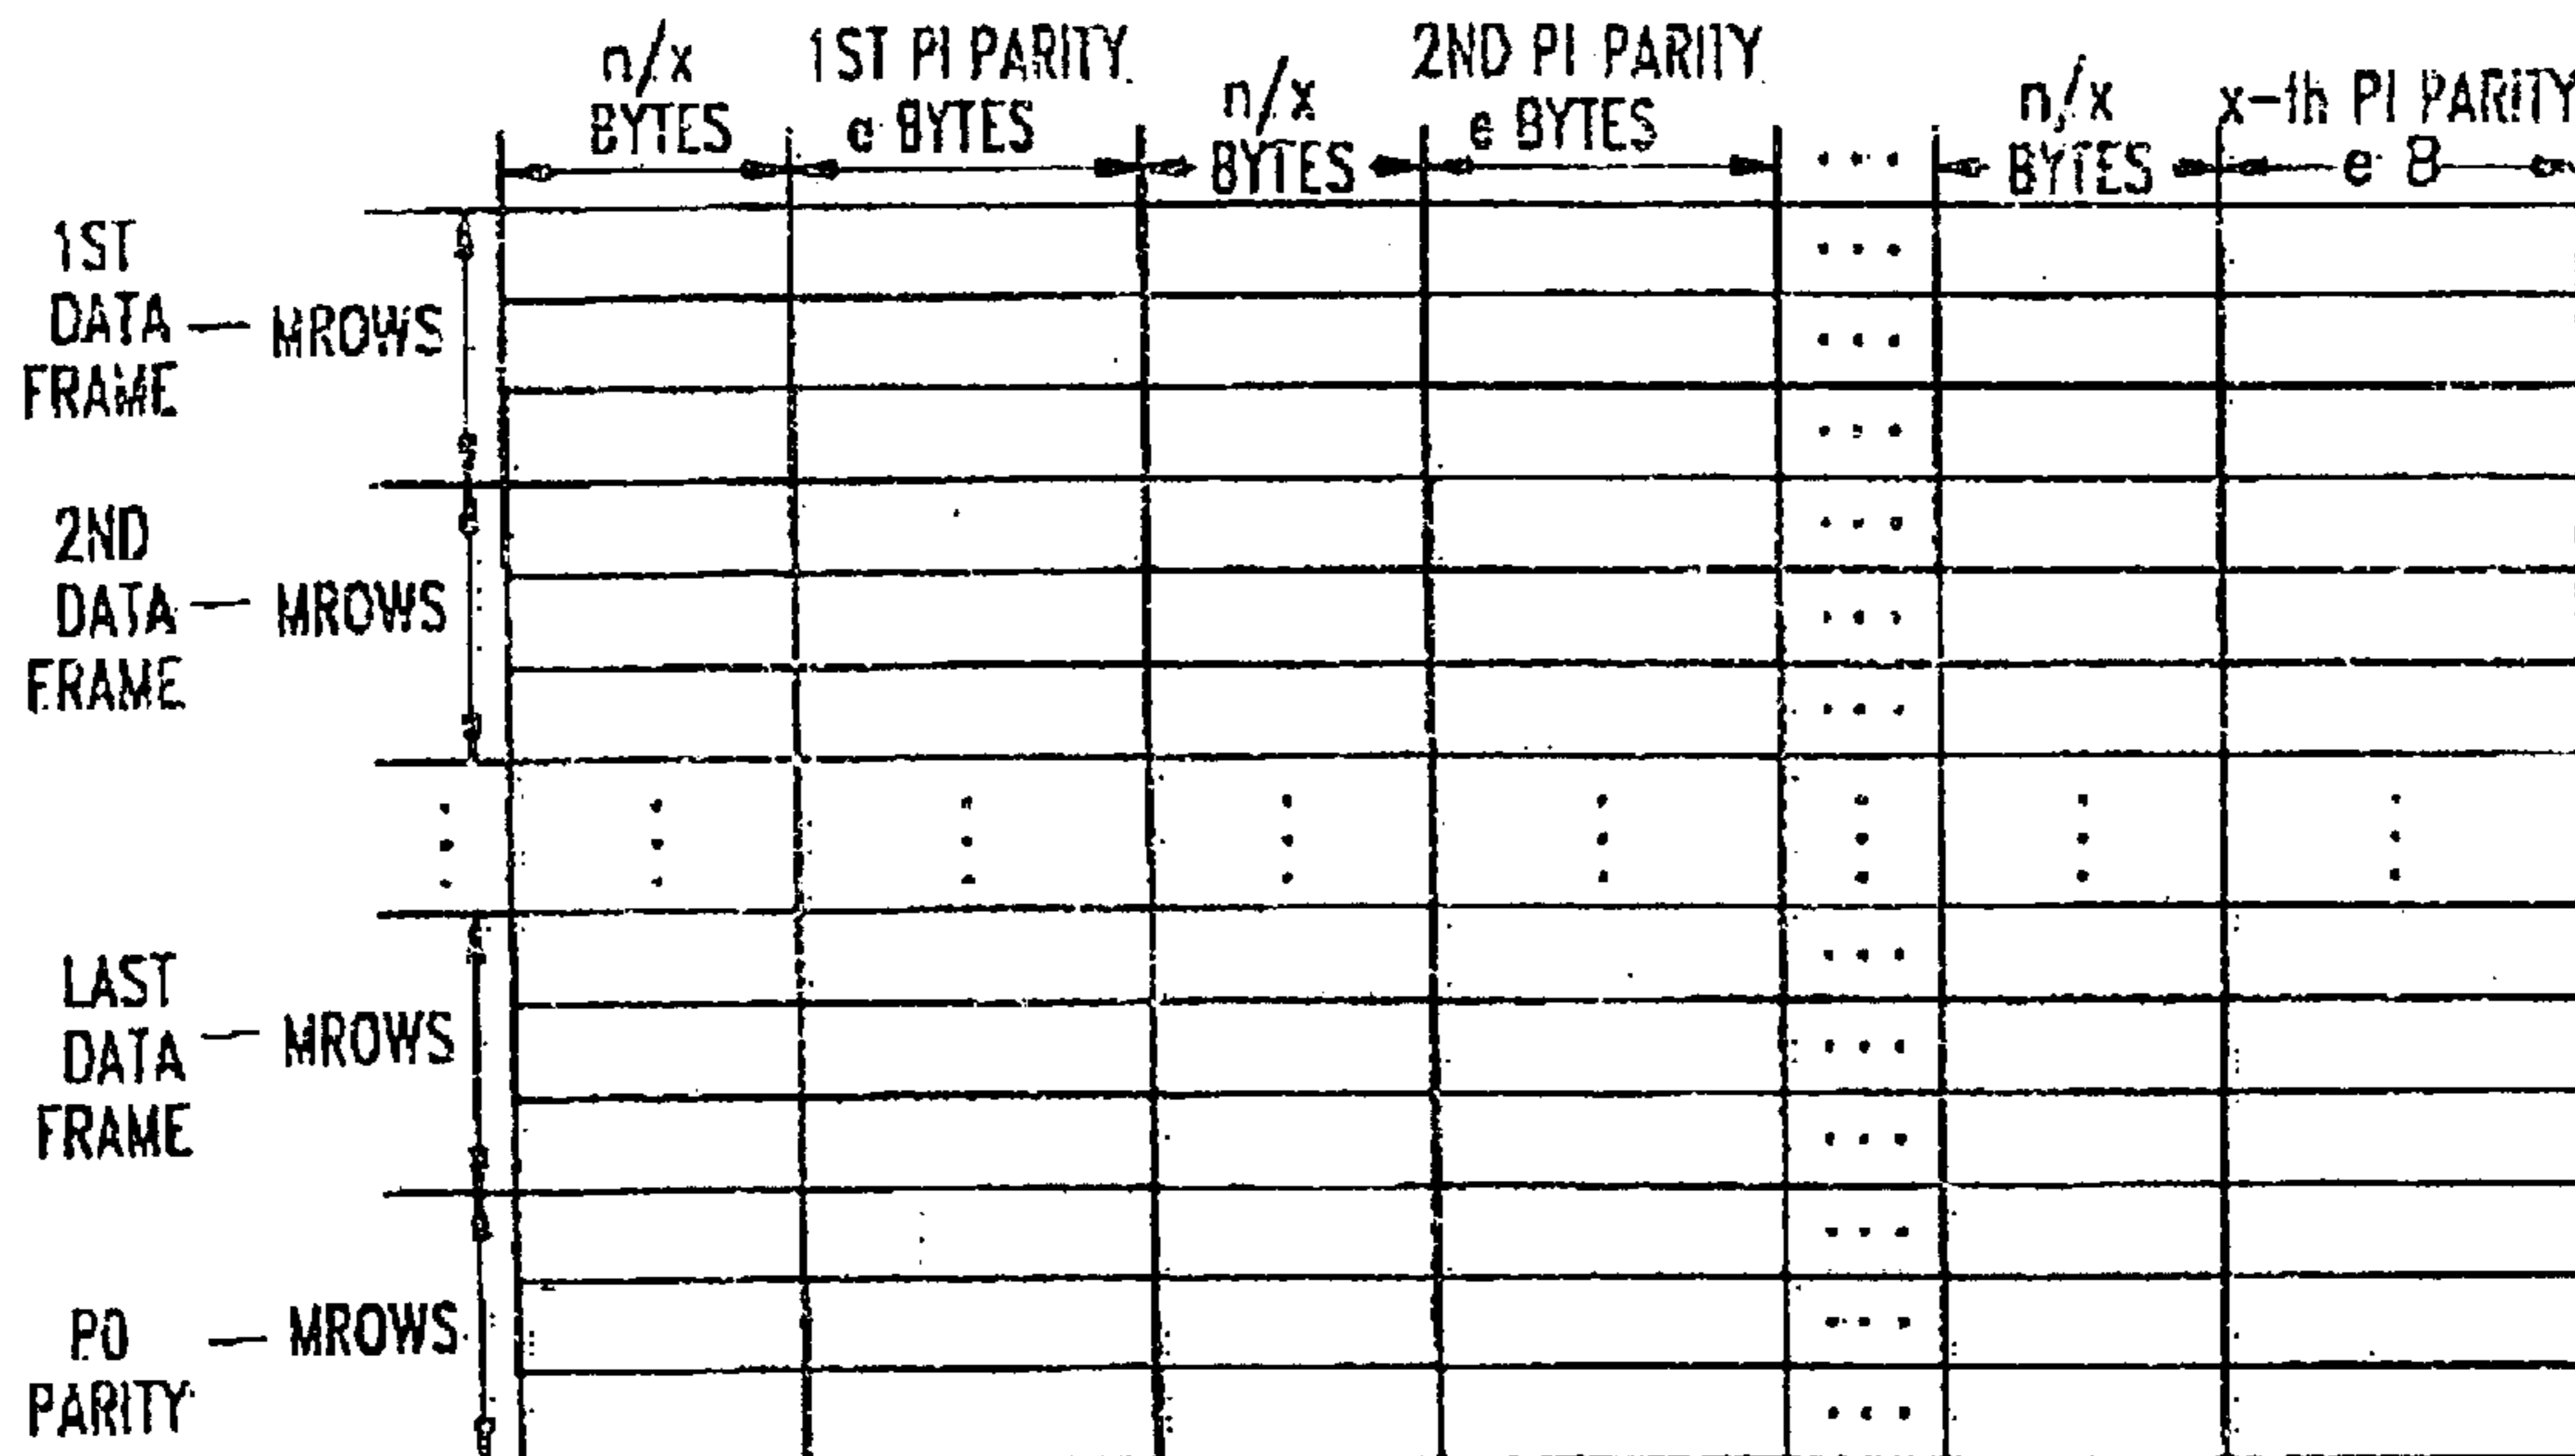 n/x
BYTES
1ST PI PARITY
e BYTES
n/x
BYTES
2ND PI PARITY
e BYTES
n/x
BYTES
x-th PI PARITY
e B
1ST
DATA
FRAME
— MROWS
2ND
DATA
FRAME
— MROWS
LAST
DATA
FRAME
— MROWS
PO
PARITY
— MROWS